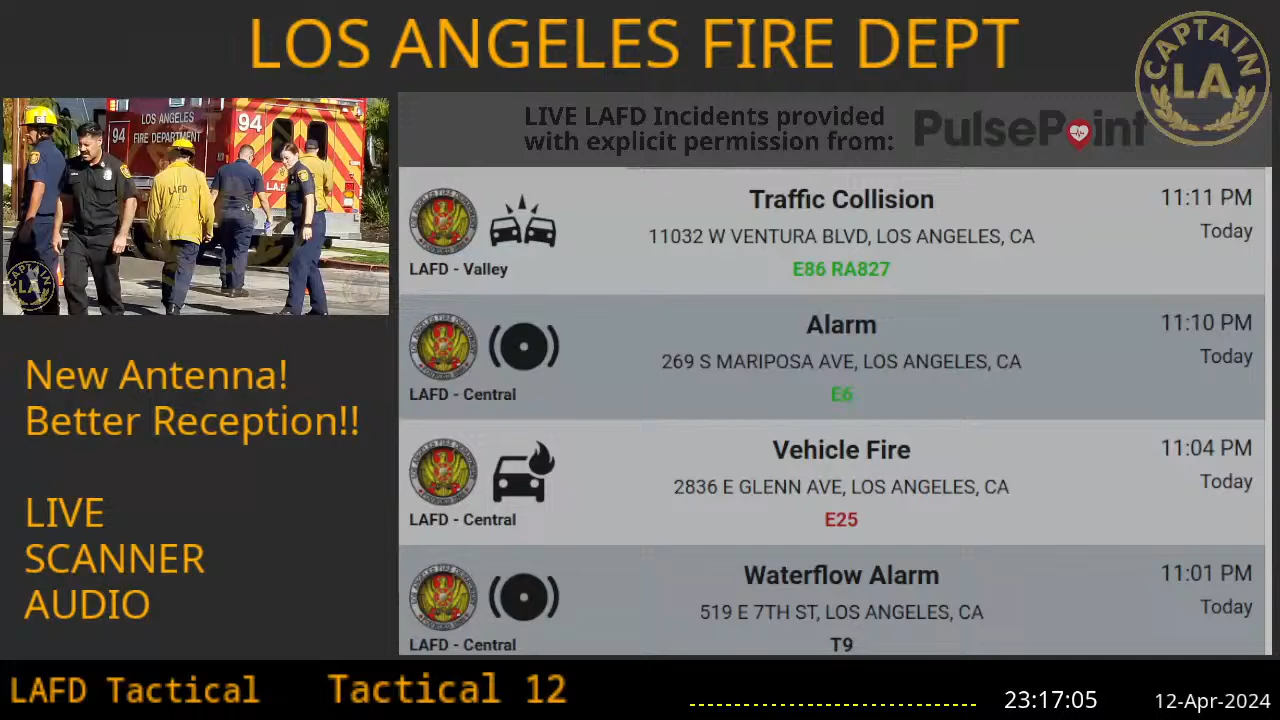 LOS ANGELES FIRE DEPT
CAPTAIN
LA
LIVE LAFD Incidents provided
with explicit permission from:
PulsePoint
94
LOS ANGELES
FIRE DEPARTMENT
94
LAFD
CAPTAIN
LA
New Antenna!
Better Reception!!
LIVE
SCANNER
AUDIO
Traffic Collision
11:11 PM
11032 W VENTURA BLVD, LOS ANGELES, CA
Today
LAFD - Valley
E86 RA827
Alarm
11:10 PM
269 S MARIPOSA AVE, LOS ANGELES, CA
Today
LAFD - Central
E6
Vehicle Fire
11:04 PM
2836 E GLENN AVE, LOS ANGELES, CA
Today
LAFD - Central
E25
Waterflow Alarm
11:01 PM
519 E 7TH ST, LOS ANGELES, CA
Today
LAFD - Central
T9
LAFD Tactical
Tactical 12
23:17:05
12-Apr-2024